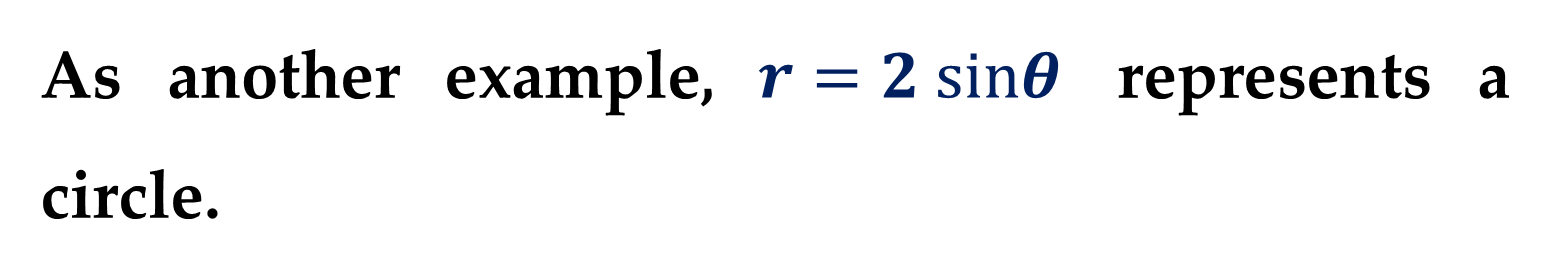 As another example, r = 2 sinθ represents a
circle.